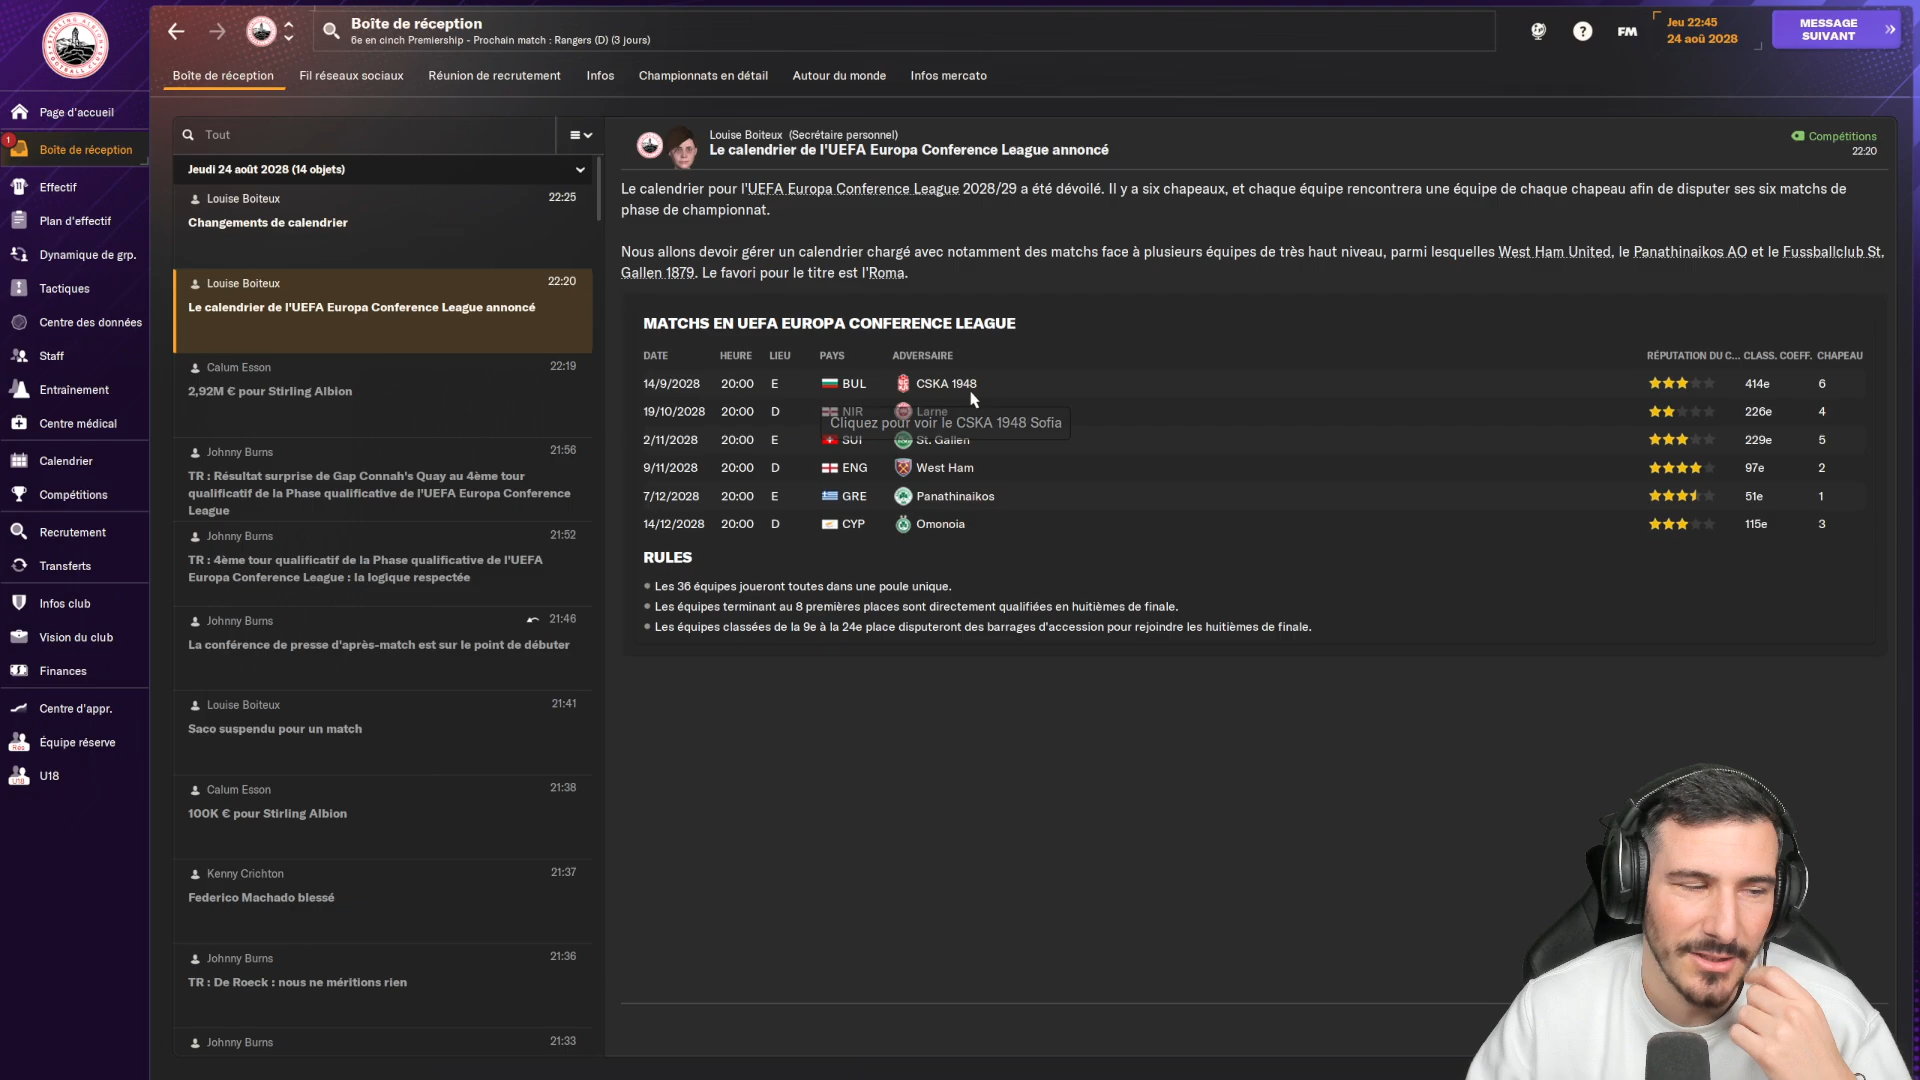 Boîte de réception
6e en cinch Premiership - Prochain match : Rangers (D) (3 jours)
FM
Jeu 22:45
24 aoû 2028
MESSAGE
SUIVANT
Boîte de réception
Fil réseaux sociaux
Réunion de recrutement
Infos
Championnats en détail
Autour du monde
Infos mercato
Page d'accueil
1
Boîte de réception
Effectif
Plan d'effectif
Dynamique de grp.
Tactiques
Centre des données
Staff
Entraînement
Centre médical
Calendrier
Compétitions
Recrutement
Transferts
Infos club
Vision du club
Finances
Centre d'appr.
Équipe réserve
U18
Tout
Jeudi 24 août 2028 (14 objets)
Louise Boiteux 22:25
Changements de calendrier
Louise Boiteux 22:20
Le calendrier de l'UEFA Europa Conference League annoncé
Calum Esson 22:19
2,92M € pour Stirling Albion
Johnny Burns 21:56
TR : Résultat surprise de Gap Connah's Quay au 4ème tour
qualificatif de la Phase qualificative de l'UEFA Europa Conference
League
Johnny Burns 21:52
TR : 4ème tour qualificatif de la Phase qualificative de l'UEFA
Europa Conference League : la logique respectée
Johnny Burns 21:46
La conférence de presse d'après-match est sur le point de débuter
Louise Boiteux 21:41
Saco suspendu pour un match
Calum Esson 21:38
100K € pour Stirling Albion
Kenny Crichton 21:37
Federico Machado blessé
Johnny Burns 21:36
TR : De Roeck : nous ne méritions rien
Johnny Burns 21:33
Louise Boiteux (Secrétaire personnel)
Le calendrier de l'UEFA Europa Conference League annoncé
Compétitions
22:20
Le calendrier pour l'UEFA Europa Conference League 2028/29 a été dévoilé. Il y a six chapeaux, et chaque équipe rencontrera une équipe de chaque chapeau afin de disputer ses six matchs de
phase de championnat.
Nous allons devoir gérer un calendrier chargé avec notamment des matchs face à plusieurs équipes de très haut niveau, parmi lesquelles West Ham United, le Panathinaikos AO et le Fussballclub St.
Gallen 1879. Le favori pour le titre est l'Roma.
MATCHS EN UEFA EUROPA CONFERENCE LEAGUE
DATE HEURE LIEU PAYS ADVERSAIRE RÉPUTATION DU C... CLASS. COEFF. CHAPEAU
14/9/2028 20:00 E BUL CSKA 1948 414e 6
19/10/2028 20:00 D NIR Larne 226e 4
Cliquez pour voir le CSKA 1948 Sofia
2/11/2028 20:00 E SUI St. Gallen 229e 5
9/11/2028 20:00 D ENG West Ham 97e 2
7/12/2028 20:00 E GRE Panathinaikos 51e 1
14/12/2028 20:00 D CYP Omonoia 115e 3
RULES
Les 36 équipes joueront toutes dans une poule unique.
Les équipes terminant au 8 premières places sont directement qualifiées en huitièmes de finale.
Les équipes classées de la 9e à la 24e place disputeront des barrages d'accession pour rejoindre les huitièmes de finale.